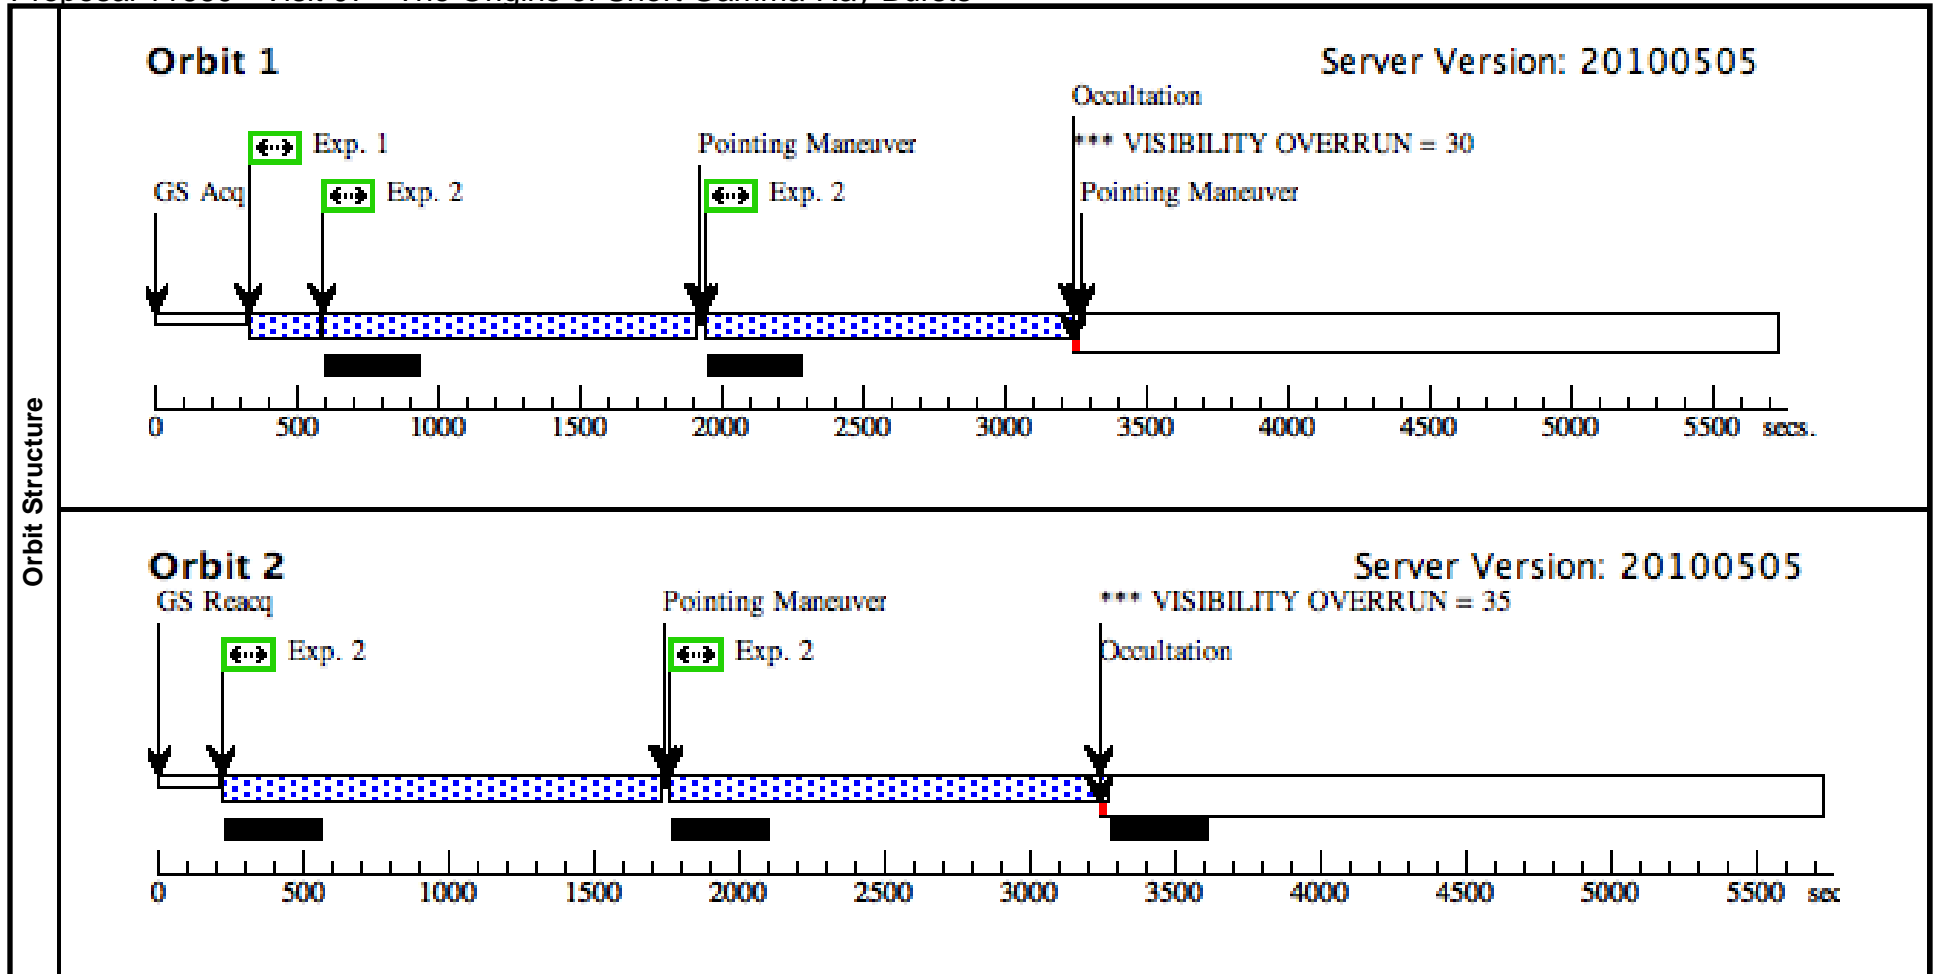 Orbit Structure
Orbit 1
Server Version: 20100505
Occultation
Exp. 1
Pointing Maneuver
*** VISIBILITY OVERRUN = 30
GS Acq
Exp. 2
Exp. 2
Pointing Maneuver
0 500 1000 1500 2000 2500 3000 3500 4000 4500 5000 5500 secs.
Orbit 2
Server Version: 20100505
GS Reacq
Pointing Maneuver
*** VISIBILITY OVERRUN = 35
Exp. 2
Exp. 2
Occultation
0 500 1000 1500 2000 2500 3000 3500 4000 4500 5000 5500 sec